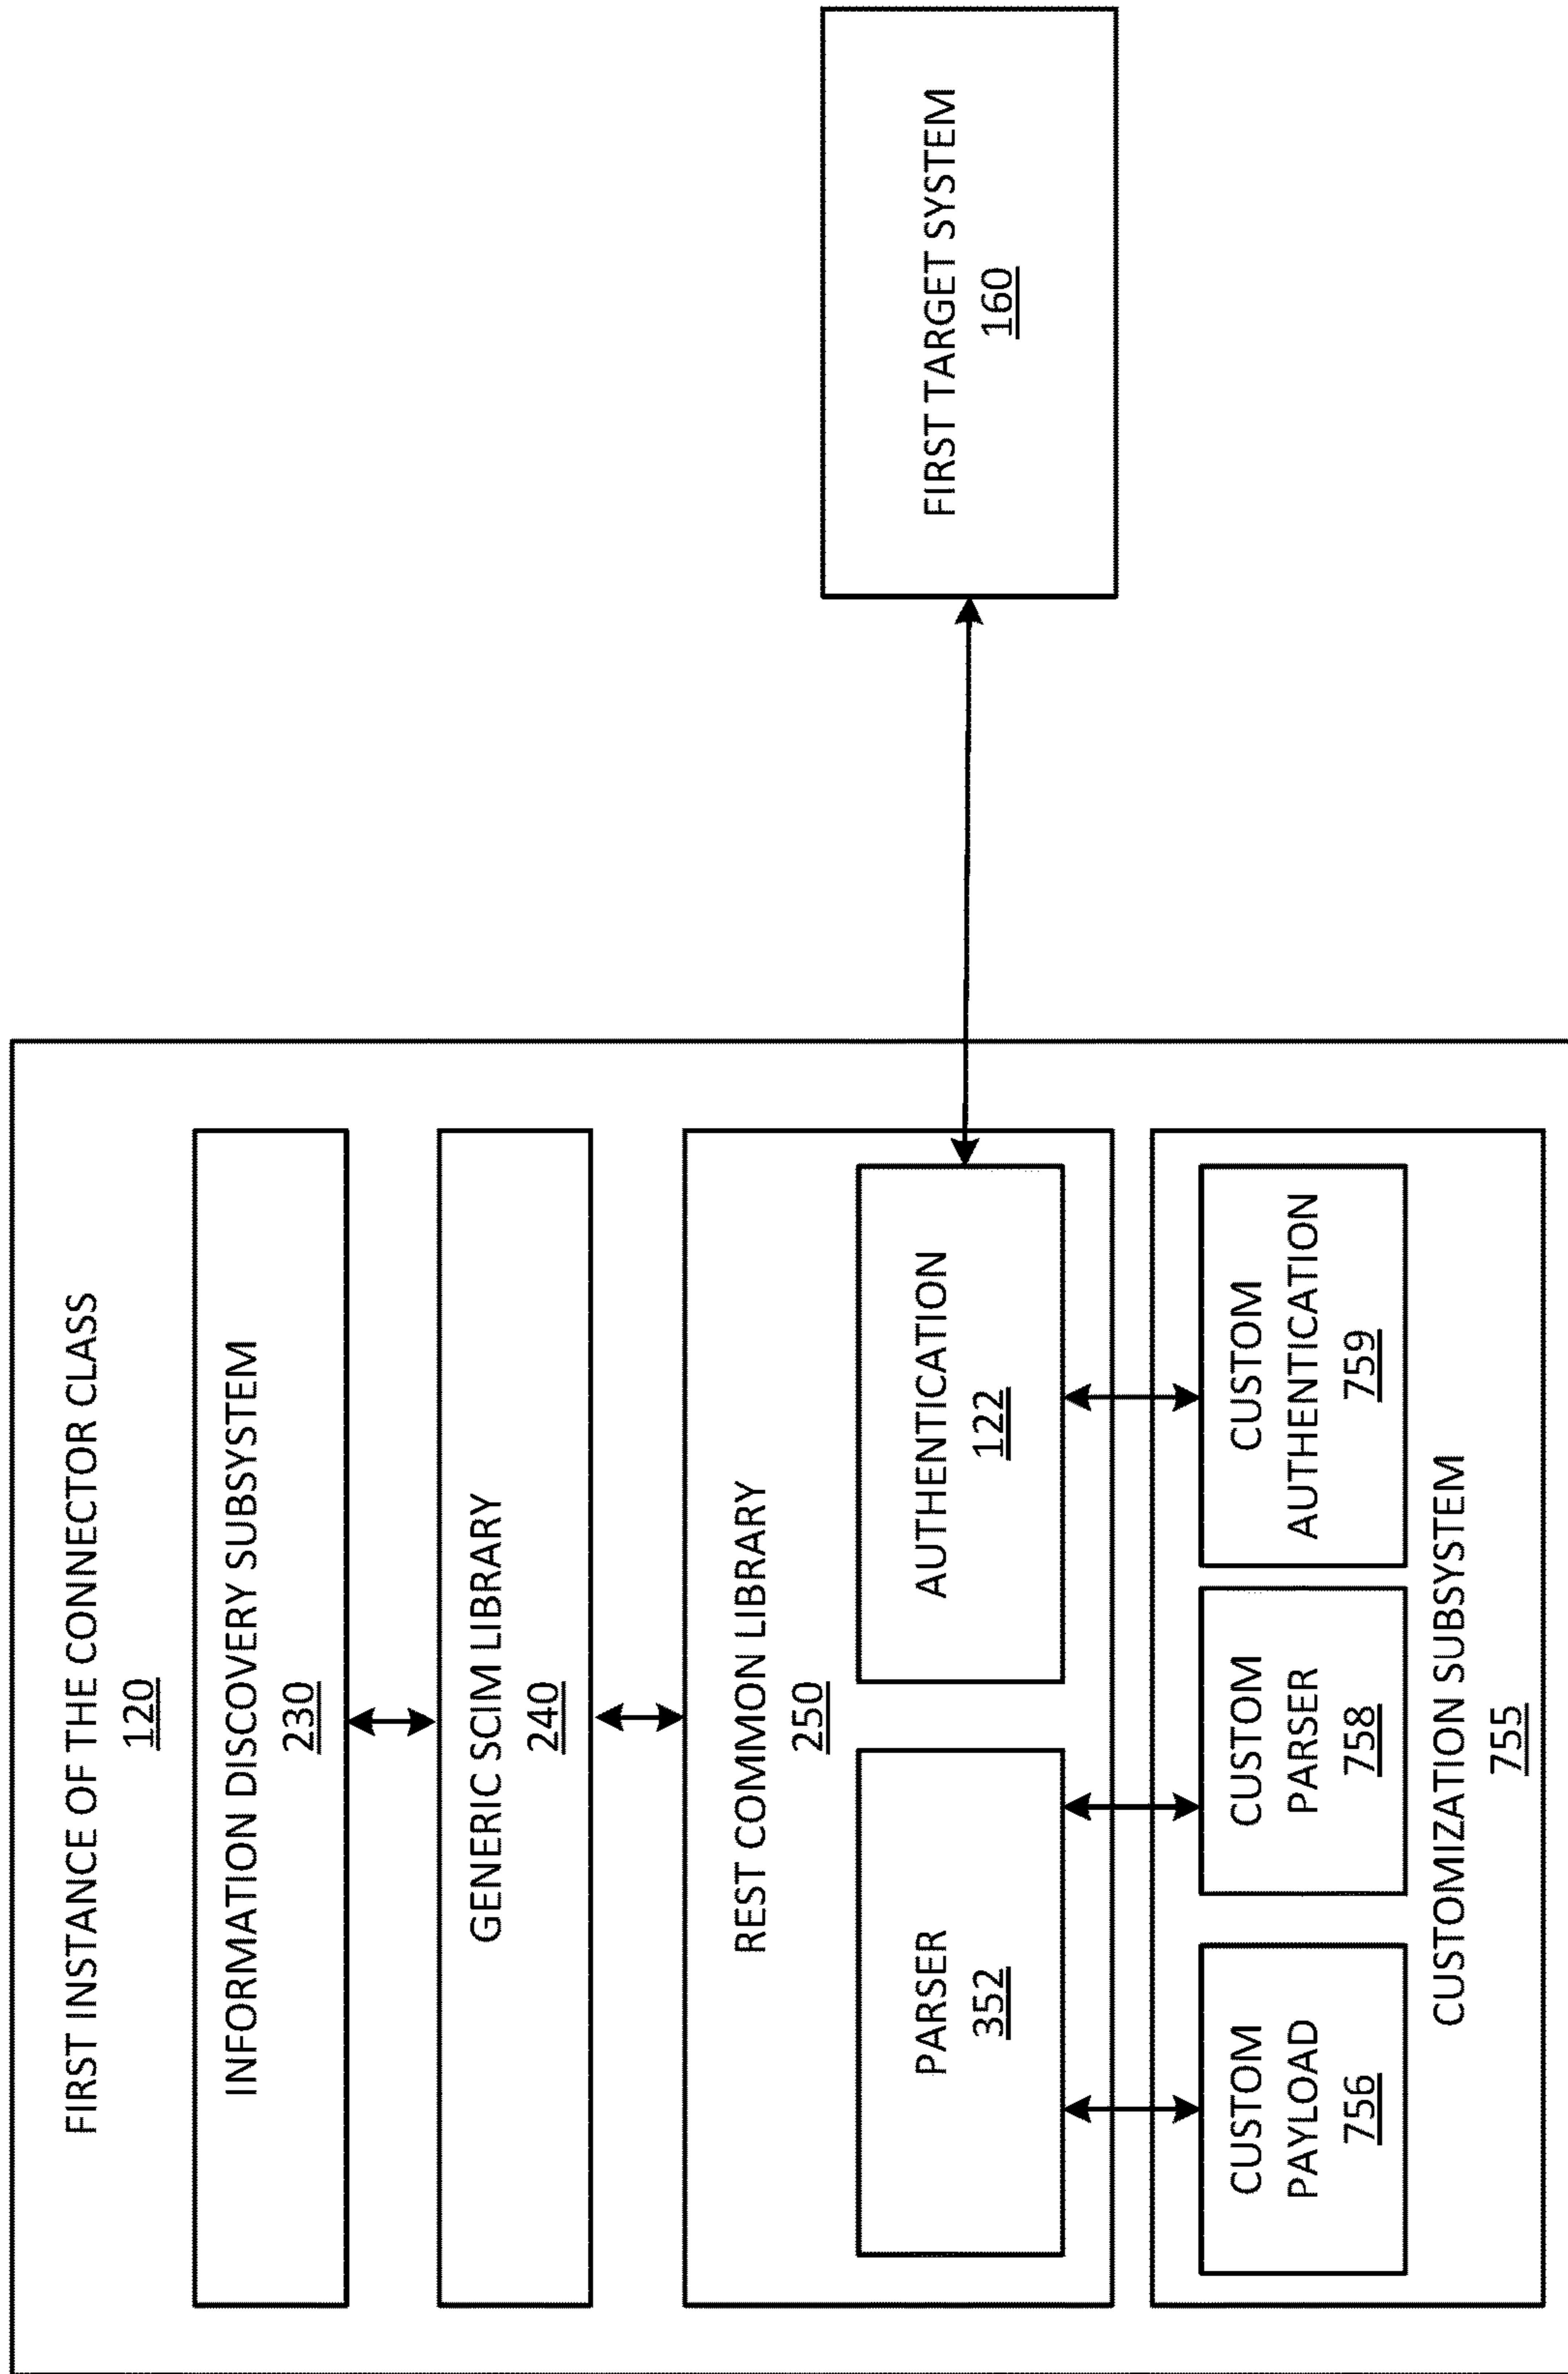 FIRST INSTANCE OF THE CONNECTOR CLASS
120
INFORMATION DISCOVERY SUBSYSTEM
230
GENERIC SCIM LIBRARY
240
REST COMMON LIBRARY
250
PARSER
352
AUTHENTICATION
122
CUSTOM
PAYLOAD
756
CUSTOM
PARSER
758
CUSTOM
AUTHENTICATION
759
CUSTOMIZATION SUBSYSTEM
755
FIRST TARGET SYSTEM
160